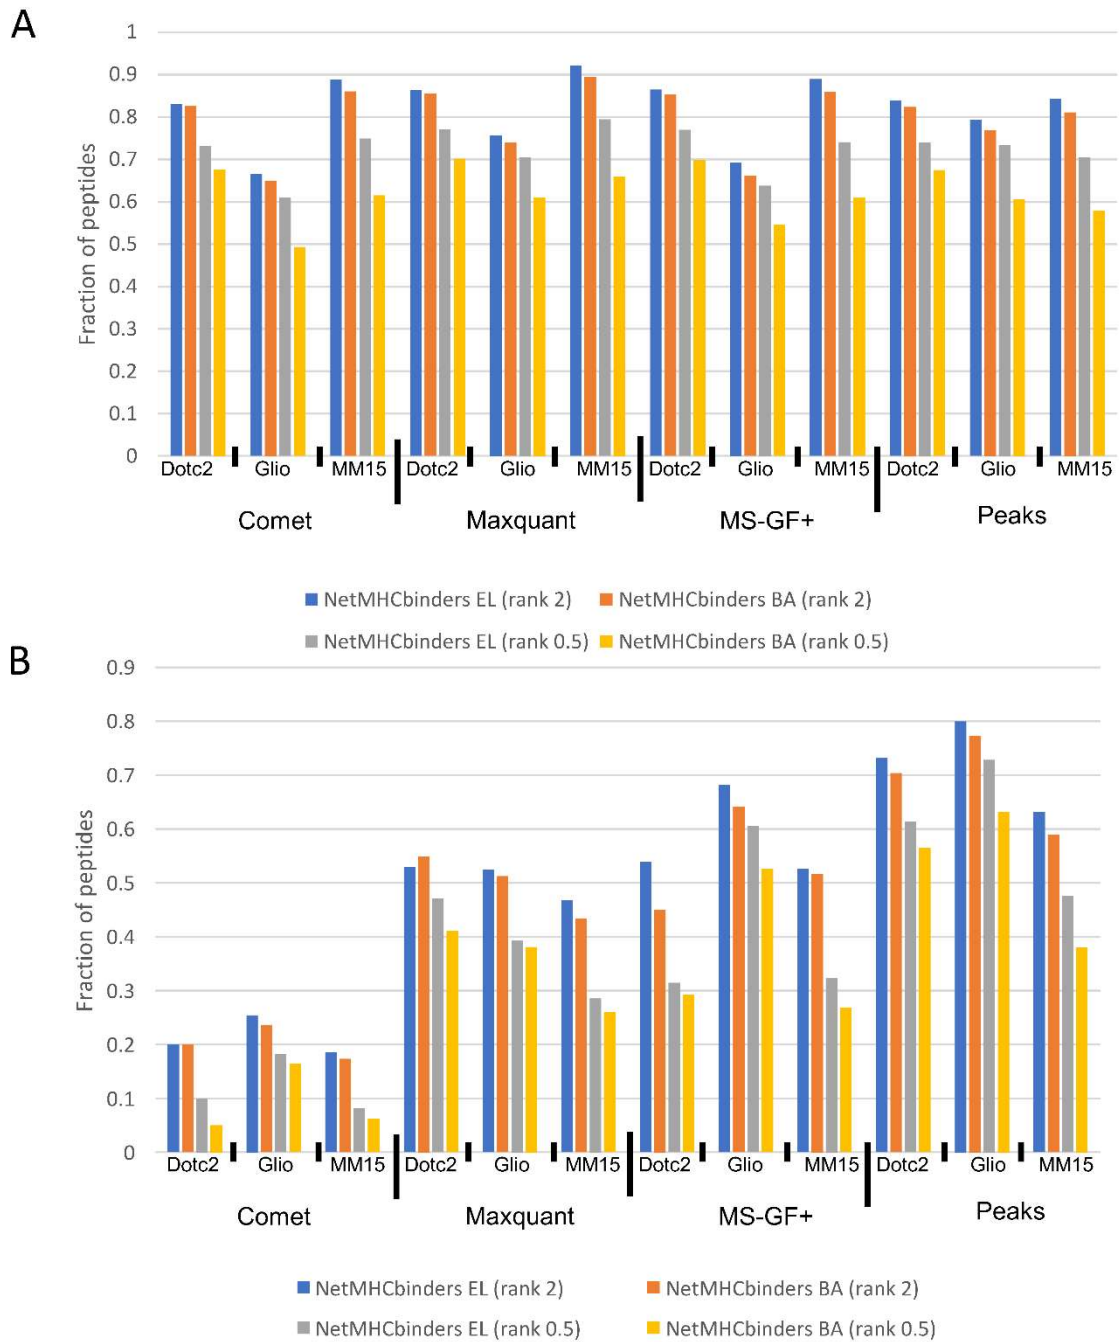 A
Fraction of peptides
1
0.9
0.8
0.7
0.6
0.5
0.4
0.3
0.2
0.1
0
Dotc2 Glio MM15 Dotc2 Glio MM15 Dotc2 Glio MM15 Dotc2 Glio MM15
Comet Maxquant MS-GF+ Peaks
NetMHCbinders EL (rank 2) NetMHCbinders BA (rank 2)
NetMHCbinders EL (rank 0.5) NetMHCbinders BA (rank 0.5)
B
Fraction of peptides
0.9
0.8
0.7
0.6
0.5
0.4
0.3
0.2
0.1
0
Dotc2 Glio MM15 Dotc2 Glio MM15 Dotc2 Glio MM15 Dotc2 Glio MM15
Comet Maxquant MS-GF+ Peaks
NetMHCbinders EL (rank 2) NetMHCbinders BA (rank 2)
NetMHCbinders EL (rank 0.5) NetMHCbinders BA (rank 0.5)